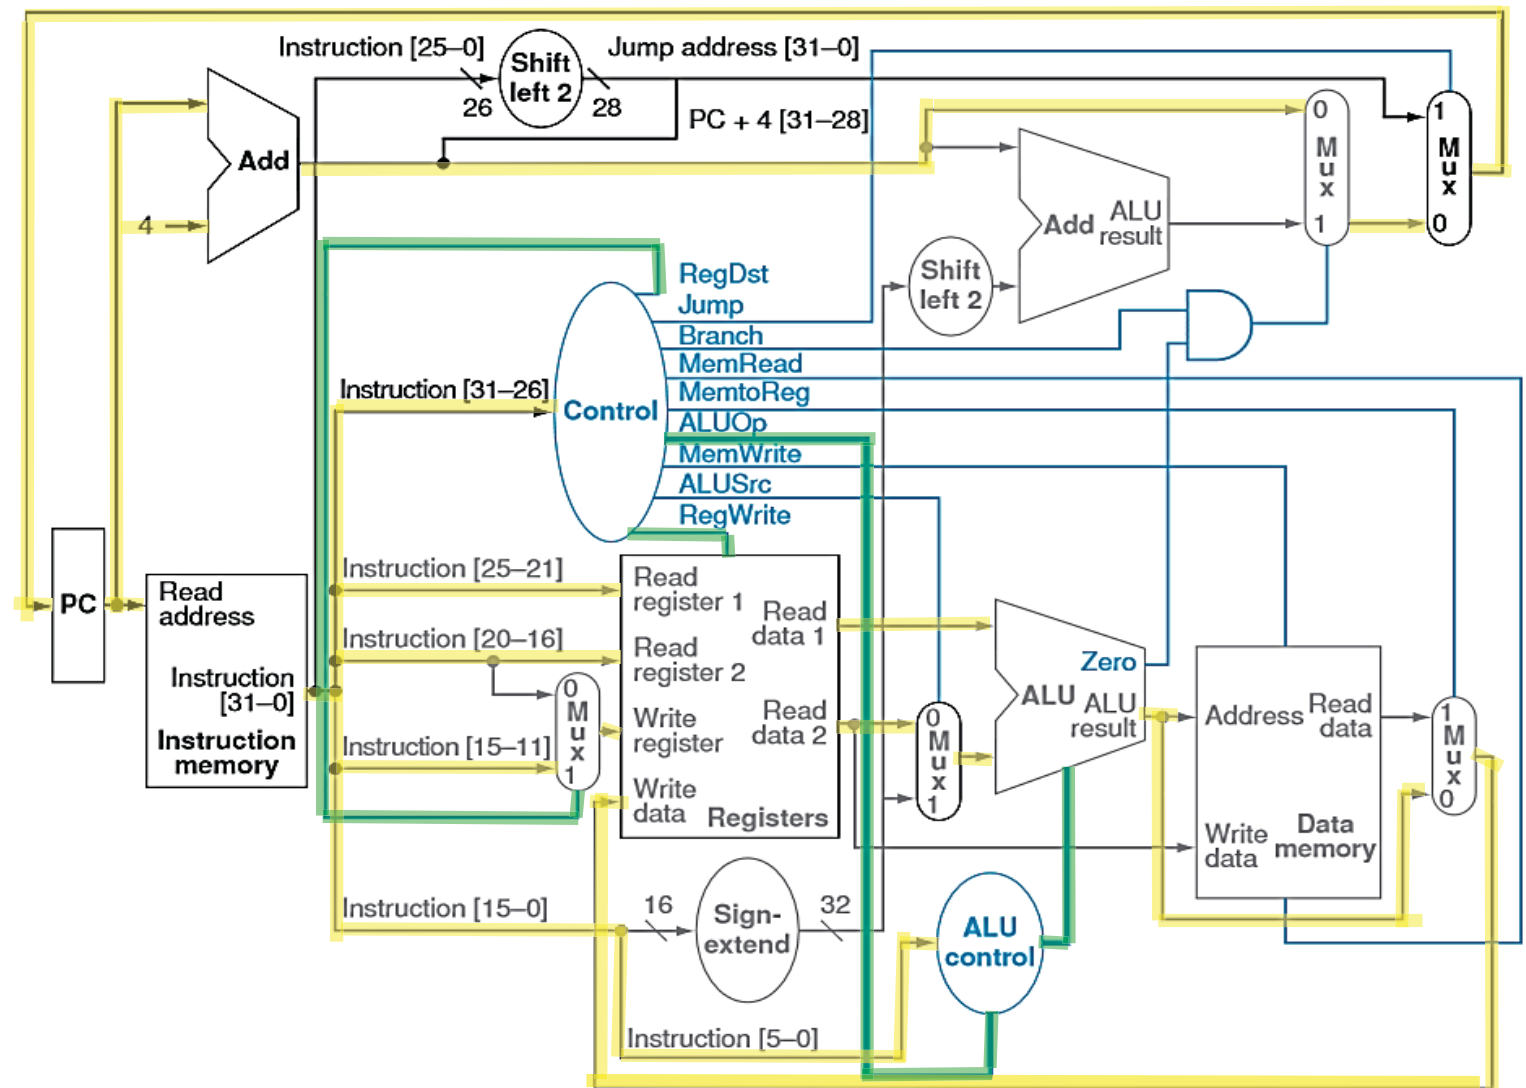 Instruction [25–0]
Shift
left 2
Jump address [31–0]
26
28
PC + 4 [31–28]
Add
4
0
M
u
x
1
1
M
u
x
0
Add
ALU
result
Shift
left 2
RegDst
Jump
Branch
MemRead
MemtoReg
ALUOp
MemWrite
ALUSrc
RegWrite
Instruction [31–26]
Control
PC
Read
address
Instruction
[31–0]
Instruction
memory
Instruction [25–21]
Instruction [20–16]
Instruction [15–11]
0
M
u
x
1
Read
register 1
Read
register 2
Write
register
Write
data
Read
data 1
Read
data 2
Registers
0
M
u
x
1
Zero
ALU
ALU
result
Address
Read
data
Write
data
Data
memory
1
M
u
x
0
Instruction [15–0]
16
Sign-
extend
32
ALU
control
Instruction [5–0]